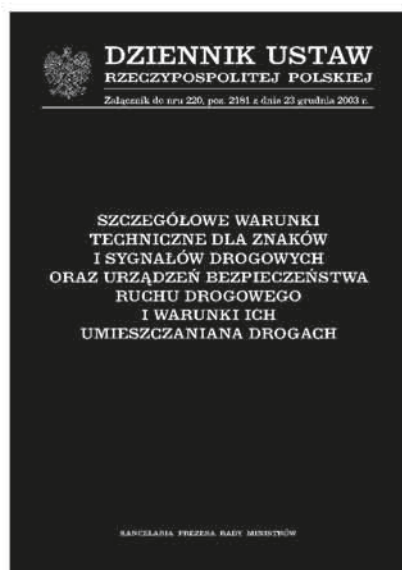 DZIENNIK USTAW
RZECZYPOSPOLITEJ POLSKIEJ
Załącznik do nru 220, poz. 2181 z dnia 23 grudnia 2003 r.
SZCZEGÓŁOWE WARUNKI
TECHNICZNE DLA ZNAKÓW
I SYGNAŁÓW DROGOWYCH
ORAZ URZĄDZEŃ BEZPIECZEŃSTWA
RUCHU DROGOWEGO
I WARUNKI ICH
UMIESZCZANIANA DROGACH
KANCELARIA PREZESA RADY MINISTRÓW